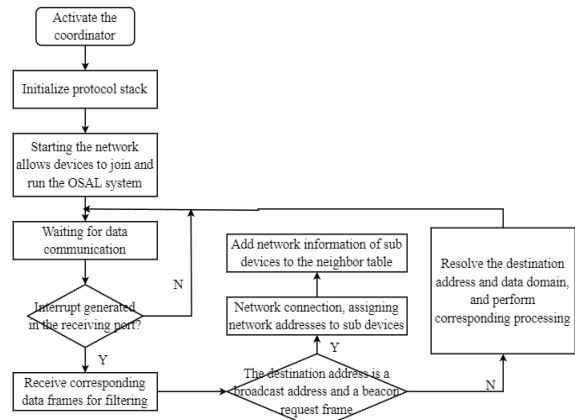 Activate the
coordinator
Initialize protocol stack
Starting the network
allows devices to join and
run the OSAL system
Waiting for data
communication
Interrupt generated
in the receiving port?
N
Y
Receive corresponding
data frames for filtering
Add network information of sub
devices to the neighbor table
Network connection, assigning
network addresses to sub devices
Y
The destination address is a
broadcast address and a beacon
request frame
N
Resolve the destination
address and data domain,
and perform
corresponding processing